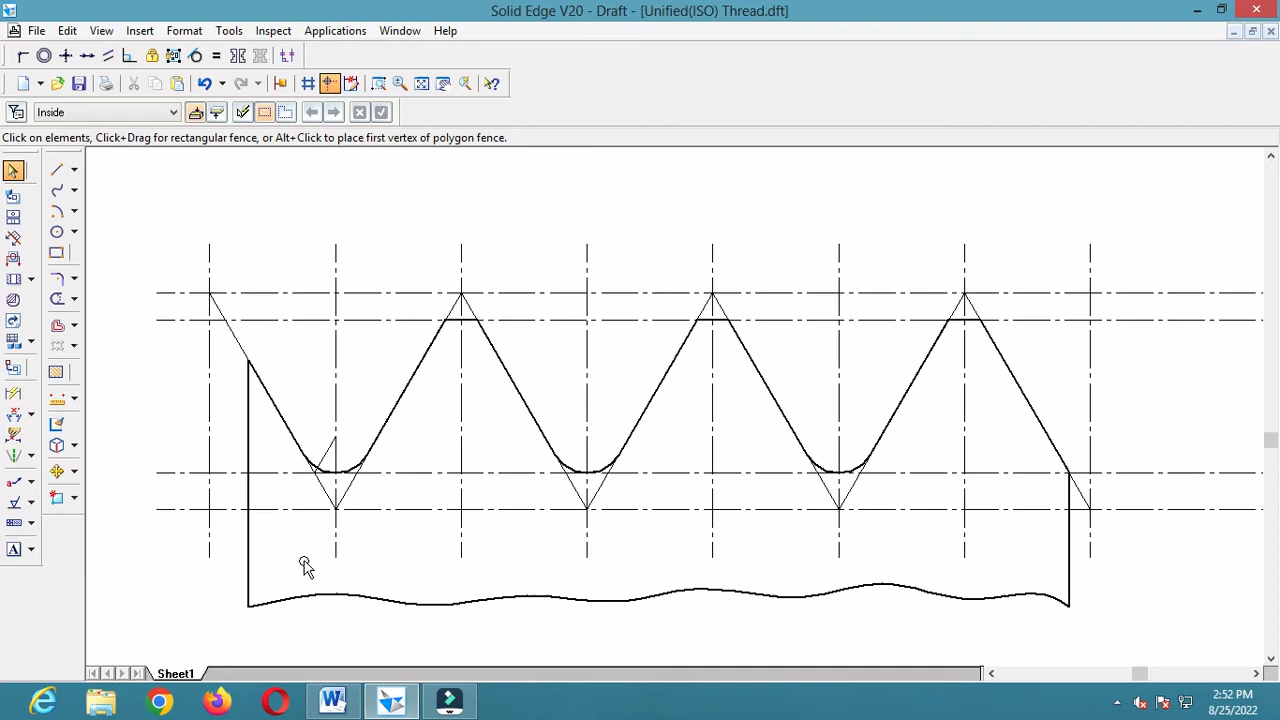 Solid Edge V20 - Draft - [Unified(ISO) Thread.dft]
File Edit View Insert Format Tools Inspect Applications Window Help
Inside
Click on elements, Click+Drag for rectangular fence, or Alt+Click to place first vertex of polygon fence.
A
Sheet1
2:52 PM
8/25/2022